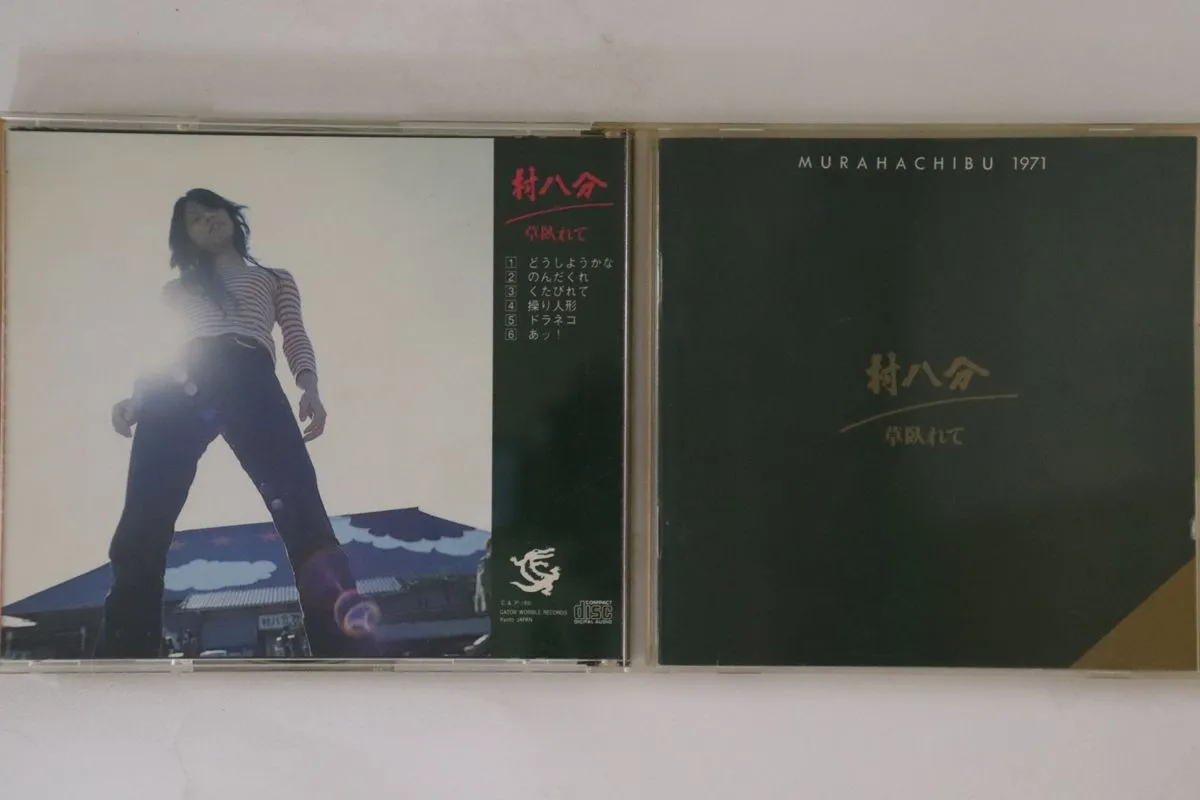 村八分
草臥れて
1 どうしようかな
2 のんだくれ
3 くたびれて
4 操り人形
5 ドラネコ
6 あッ!
GATOR WOBBLE RECORDS
Kyoto JAPAN
COMPACT
disc
DIGITAL AUDIO
MURAHACHIBU 1971
村八分
草臥れて